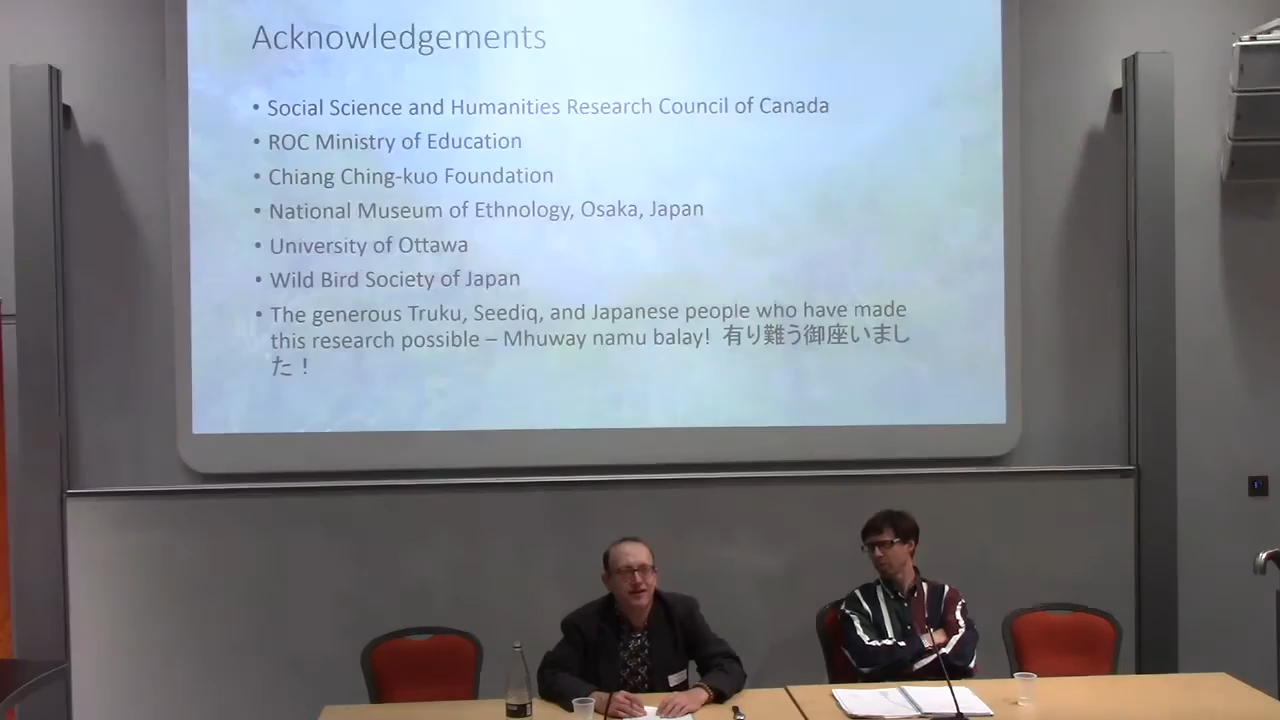 Acknowledgements
• Social Science and Humanities Research Council of Canada
• ROC Ministry of Education
• Chiang Ching-kuo Foundation
• National Museum of Ethnology, Osaka, Japan
• University of Ottawa
• Wild Bird Society of Japan
• The generous Truku, Seediq, and Japanese people who have made
this research possible – Mhuway namu balay! 有り難う御座いまし
た！